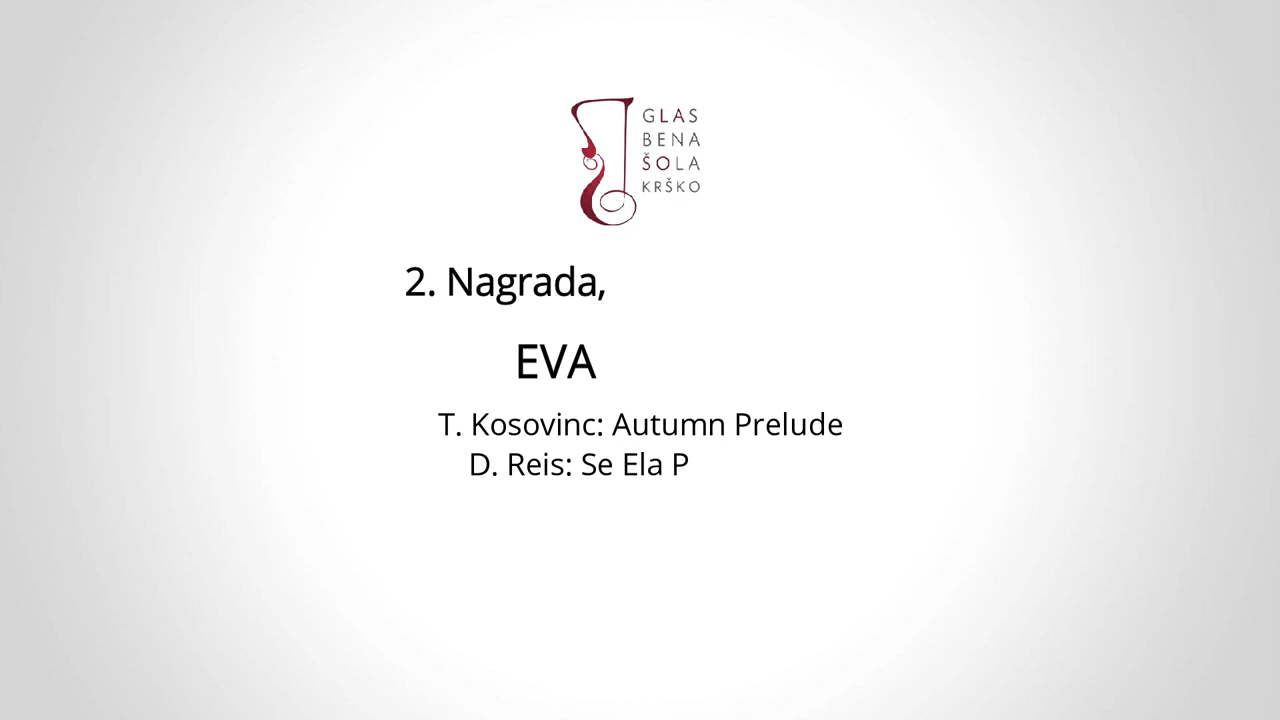 GLAS
BENA
ŠOLA
KRŠKO
2. Nagrada,
EVA
T. Kosovinc: Autumn Prelude
D. Reis: Se Ela P